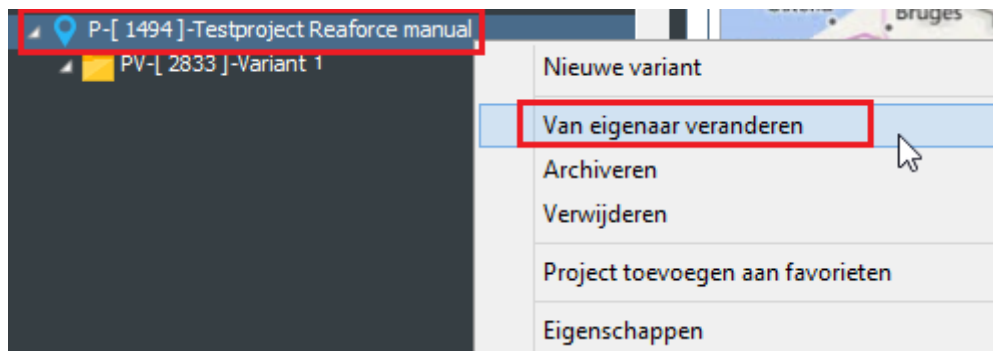 Bruges
P-[ 1494 ]-Testproject Reaforce manual
PV-[ 2833 ]-Variant 1
Nieuwe variant
Van eigenaar veranderen
Archiveren
Verwijderen
Project toevoegen aan favorieten
Eigenschappen